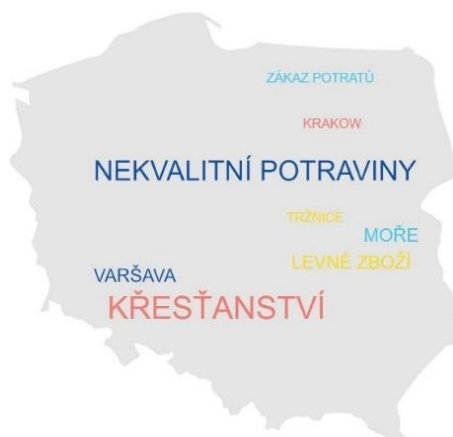 ZÁKAZ POTRATŮ
KRAKOW
NEKVALITNÍ POTRAVINY
TRŽNICE
MOŘE
LEVNÉ ZBOŽÍ
VARŠAVA
KŘESŤANSTVÍ